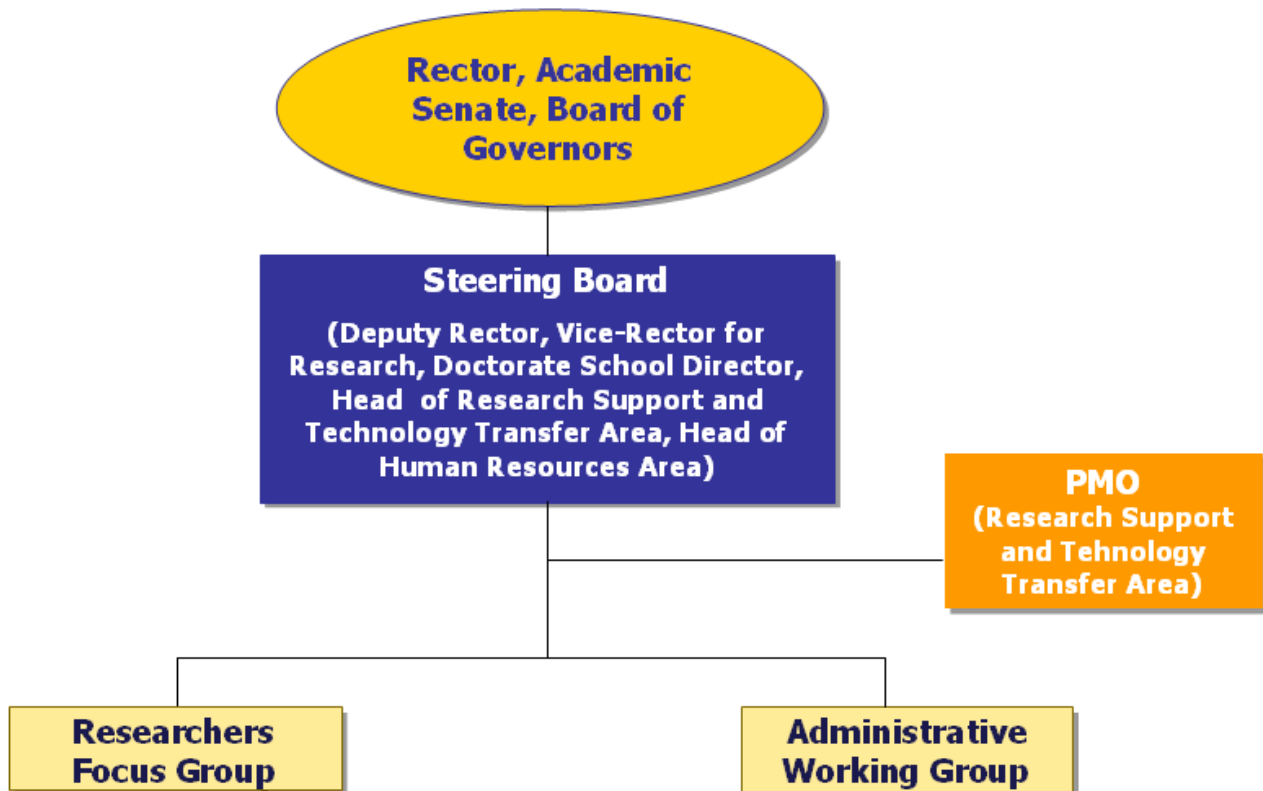 Rector, Academic
Senate, Board of
Governors
Steering Board
(Deputy Rector, Vice-Rector for
Research, Doctorate School Director,
Head of Research Support and
Technology Transfer Area, Head of
Human Resources Area)
PMO
(Research Support
and Tehnology
Transfer Area)
Researchers
Focus Group
Administrative
Working Group